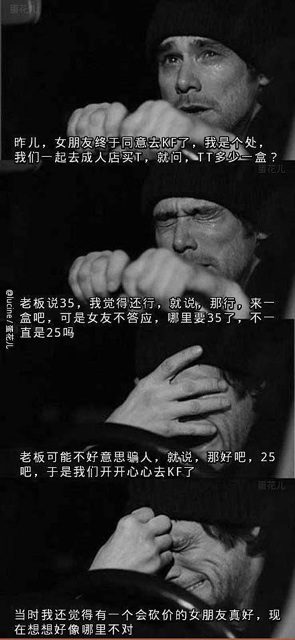 蛋花儿
昨儿，女朋友终于同意去KF了，我是个处，
我们一起去成人店买T，就问，TT多少一盒？
蛋花儿
老板说35，我觉得还行，就说，那行，来一
盒吧，可是女友不答应，哪里要35了，不一
直是25吗
@lucine/蛋花儿
老板可能不好意思骗人，就说，那好吧，25
吧，于是我们开开心心去KF了
蛋花儿
当时我还觉得有一个会砍价的女朋友真好，现
在想想好像哪里不对